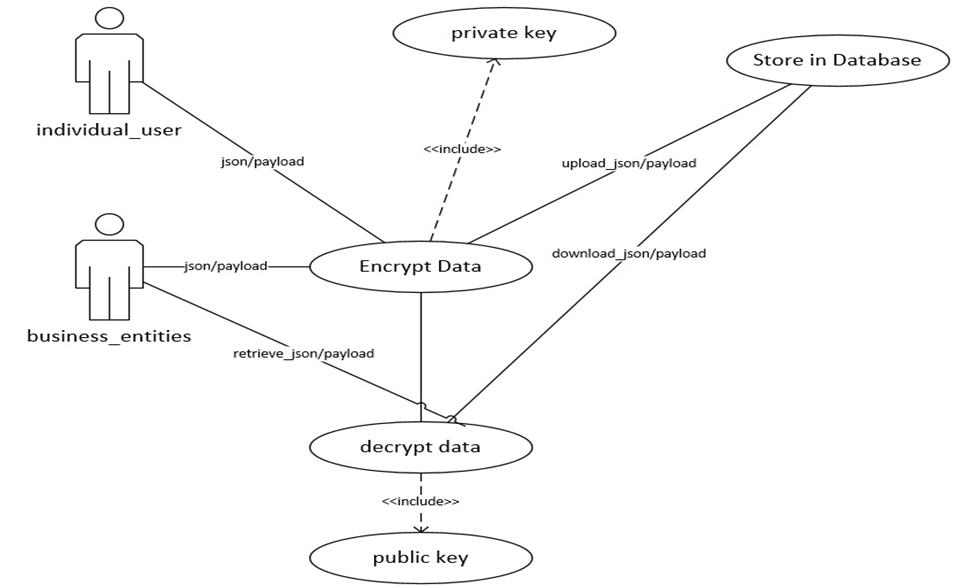 private key
Store in Database
individual_user
<<include>>
json/payload
upload_json/payload
download_json/payload
Encrypt Data
json/payload
business_entities
retrieve_json/payload
decrypt data
<<include>>
public key